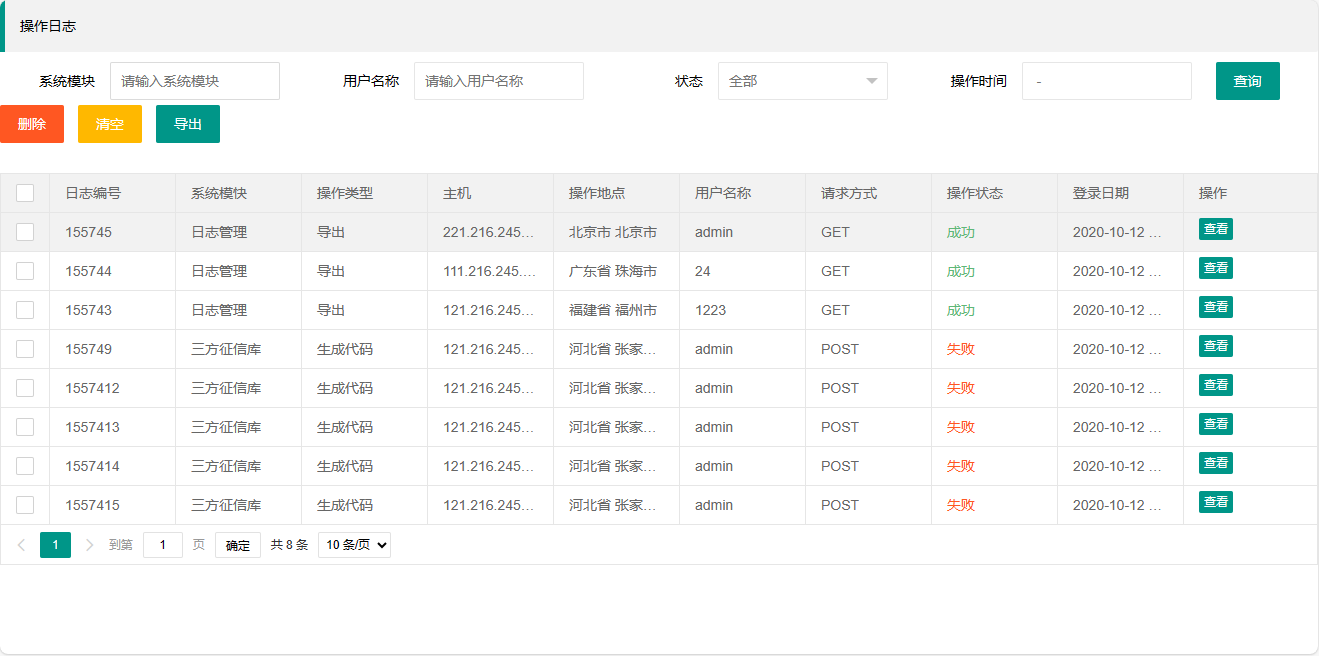 操作日志
系统模块 请输入系统模块 用户名称 请输入用户名称 状态 全部 操作时间 - 查询
删除 清空 导出
日志编号 系统模快 操作类型 主机 操作地点 用户名称 请求方式 操作状态 登录日期 操作
155745 日志管理 导出 221.216.245… 北京市 北京市 admin GET 成功 2020-10-12 … 查看
155744 日志管理 导出 111.216.245.… 广东省 珠海市 24 GET 成功 2020-10-12 … 查看
155743 日志管理 导出 121.216.245… 福建省 福州市 1223 GET 成功 2020-10-12 … 查看
155749 三方征信库 生成代码 121.216.245… 河北省 张家… admin POST 失败 2020-10-12 … 查看
1557412 三方征信库 生成代码 121.216.245… 河北省 张家… admin POST 失败 2020-10-12 … 查看
1557413 三方征信库 生成代码 121.216.245… 河北省 张家… admin POST 失败 2020-10-12 … 查看
1557414 三方征信库 生成代码 121.216.245… 河北省 张家… admin POST 失败 2020-10-12 … 查看
1557415 三方征信库 生成代码 121.216.245… 河北省 张家… admin POST 失败 2020-10-12 … 查看
1 到第 1 页 确定 共 8 条 10 条/页